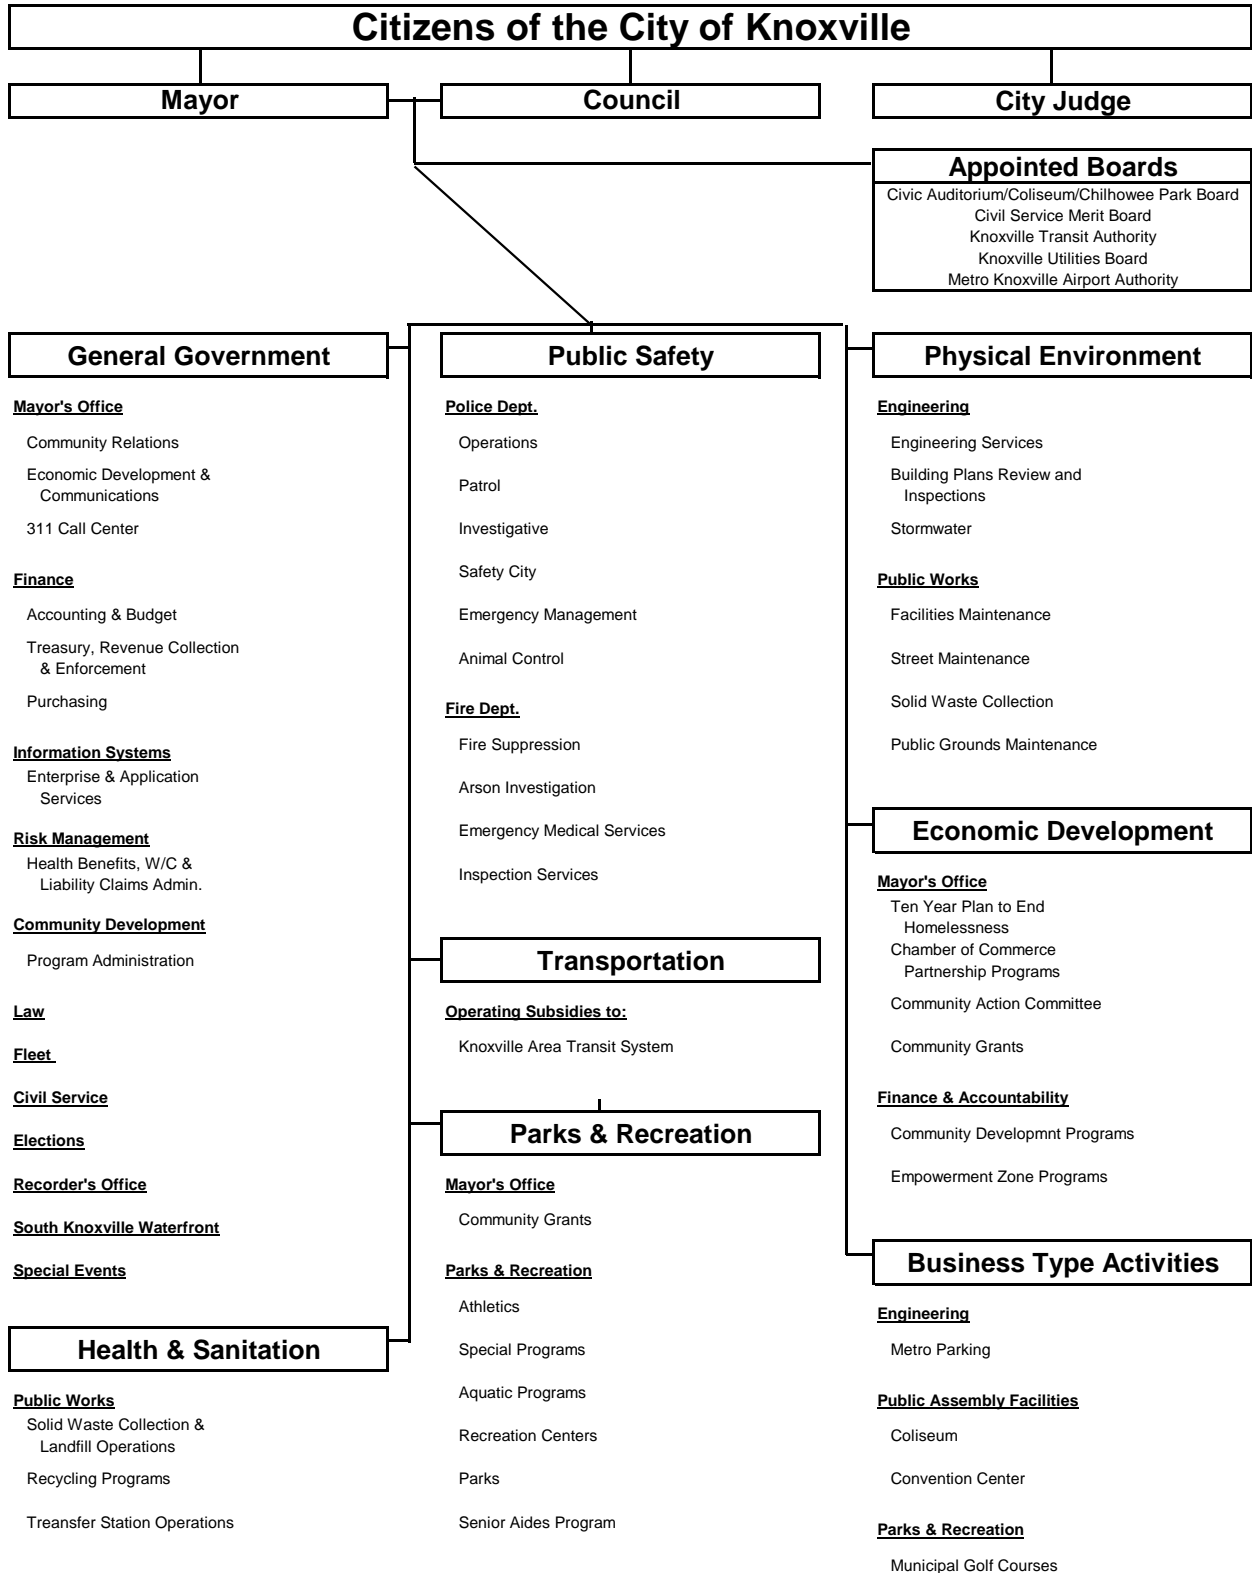 Citizens of the City of Knoxville
Mayor
Council
City Judge
Appointed Boards
Civic Auditorium/Coliseum/Chilhowee Park Board
Civil Service Merit Board
Knoxville Transit Authority
Knoxville Utilities Board
Metro Knoxville Airport Authority
General Government
Mayor's Office
Community Relations
Economic Development &
Communications
311 Call Center
Finance
Accounting & Budget
Treasury, Revenue Collection
& Enforcement
Purchasing
Information Systems
Enterprise & Application
Services
Risk Management
Health Benefits, W/C &
Liability Claims Admin.
Community Development
Program Administration
Law
Fleet
Civil Service
Elections
Recorder's Office
South Knoxville Waterfront
Special Events
Health & Sanitation
Public Works
Solid Waste Collection &
Landfill Operations
Recycling Programs
Treansfer Station Operations
Public Safety
Police Dept.
Operations
Patrol
Investigative
Safety City
Emergency Management
Animal Control
Fire Dept.
Fire Suppression
Arson Investigation
Emergency Medical Services
Inspection Services
Transportation
Operating Subsidies to:
Knoxville Area Transit System
Parks & Recreation
Mayor's Office
Community Grants
Parks & Recreation
Athletics
Special Programs
Aquatic Programs
Recreation Centers
Parks
Senior Aides Program
Physical Environment
Engineering
Engineering Services
Building Plans Review and
Inspections
Stormwater
Public Works
Facilities Maintenance
Street Maintenance
Solid Waste Collection
Public Grounds Maintenance
Economic Development
Mayor's Office
Ten Year Plan to End
Homelessness
Chamber of Commerce
Partnership Programs
Community Action Committee
Community Grants
Finance & Accountability
Community Developmnt Programs
Empowerment Zone Programs
Business Type Activities
Engineering
Metro Parking
Public Assembly Facilities
Coliseum
Convention Center
Parks & Recreation
Municipal Golf Courses